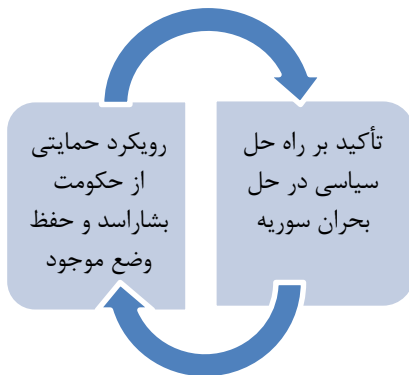 تأکید بر راه حل
سیاسی در حل
بحران سوریه
رویکرد حمایتی
از حکومت
بشاراسد و حفظ
وضع موجود